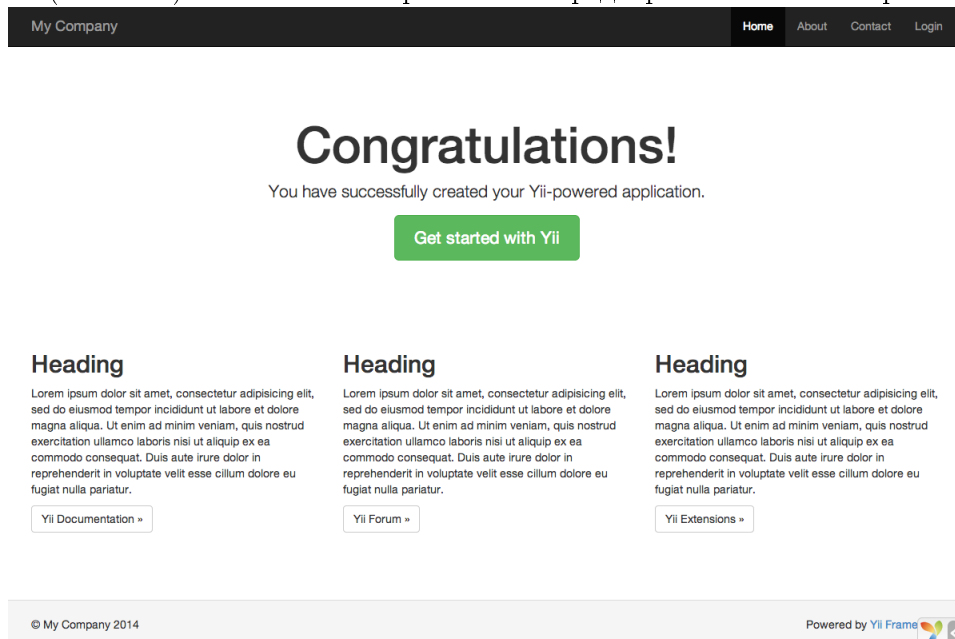 My Company
Home About Contact Login
Congratulations!
You have successfully created your Yii-powered application.
Get started with Yii
Heading
Lorem ipsum dolor sit amet, consectetur adipisicing elit,
sed do eiusmod tempor incididunt ut labore et dolore
magna aliqua. Ut enim ad minim veniam, quis nostrud
exercitation ullamco laboris nisi ut aliquip ex ea
commodo consequat. Duis aute irure dolor in
reprehenderit in voluptate velit esse cillum dolore eu
fugiat nulla pariatur.
Yii Documentation »
Heading
Lorem ipsum dolor sit amet, consectetur adipisicing elit,
sed do eiusmod tempor incididunt ut labore et dolore
magna aliqua. Ut enim ad minim veniam, quis nostrud
exercitation ullamco laboris nisi ut aliquip ex ea
commodo consequat. Duis aute irure dolor in
reprehenderit in voluptate velit esse cillum dolore eu
fugiat nulla pariatur.
Yii Forum »
Heading
Lorem ipsum dolor sit amet, consectetur adipisicing elit,
sed do eiusmod tempor incididunt ut labore et dolore
magna aliqua. Ut enim ad minim veniam, quis nostrud
exercitation ullamco laboris nisi ut aliquip ex ea
commodo consequat. Duis aute irure dolor in
reprehenderit in voluptate velit esse cillum dolore eu
fugiat nulla pariatur.
Yii Extensions »
© My Company 2014
Powered by Yii Frame